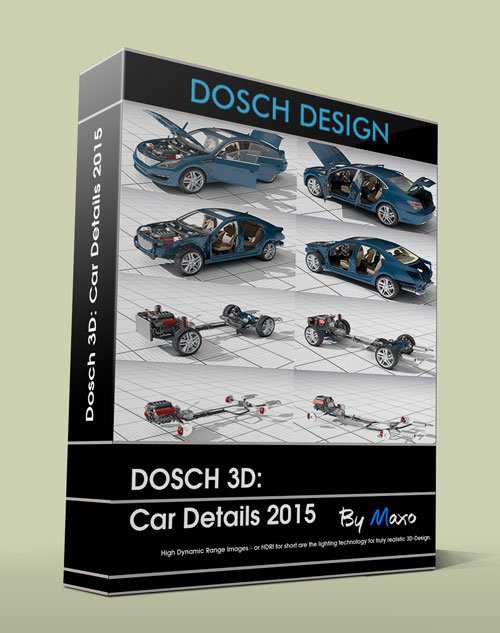 DOSCH DESIGN
Dosch 3D: Car Details 2015
DOSCH 3D:
Car Details 2015
By Maxo
High Dynamic Range Images - or HDRI for short are the lighting technology for truly realistic 3D-Design.